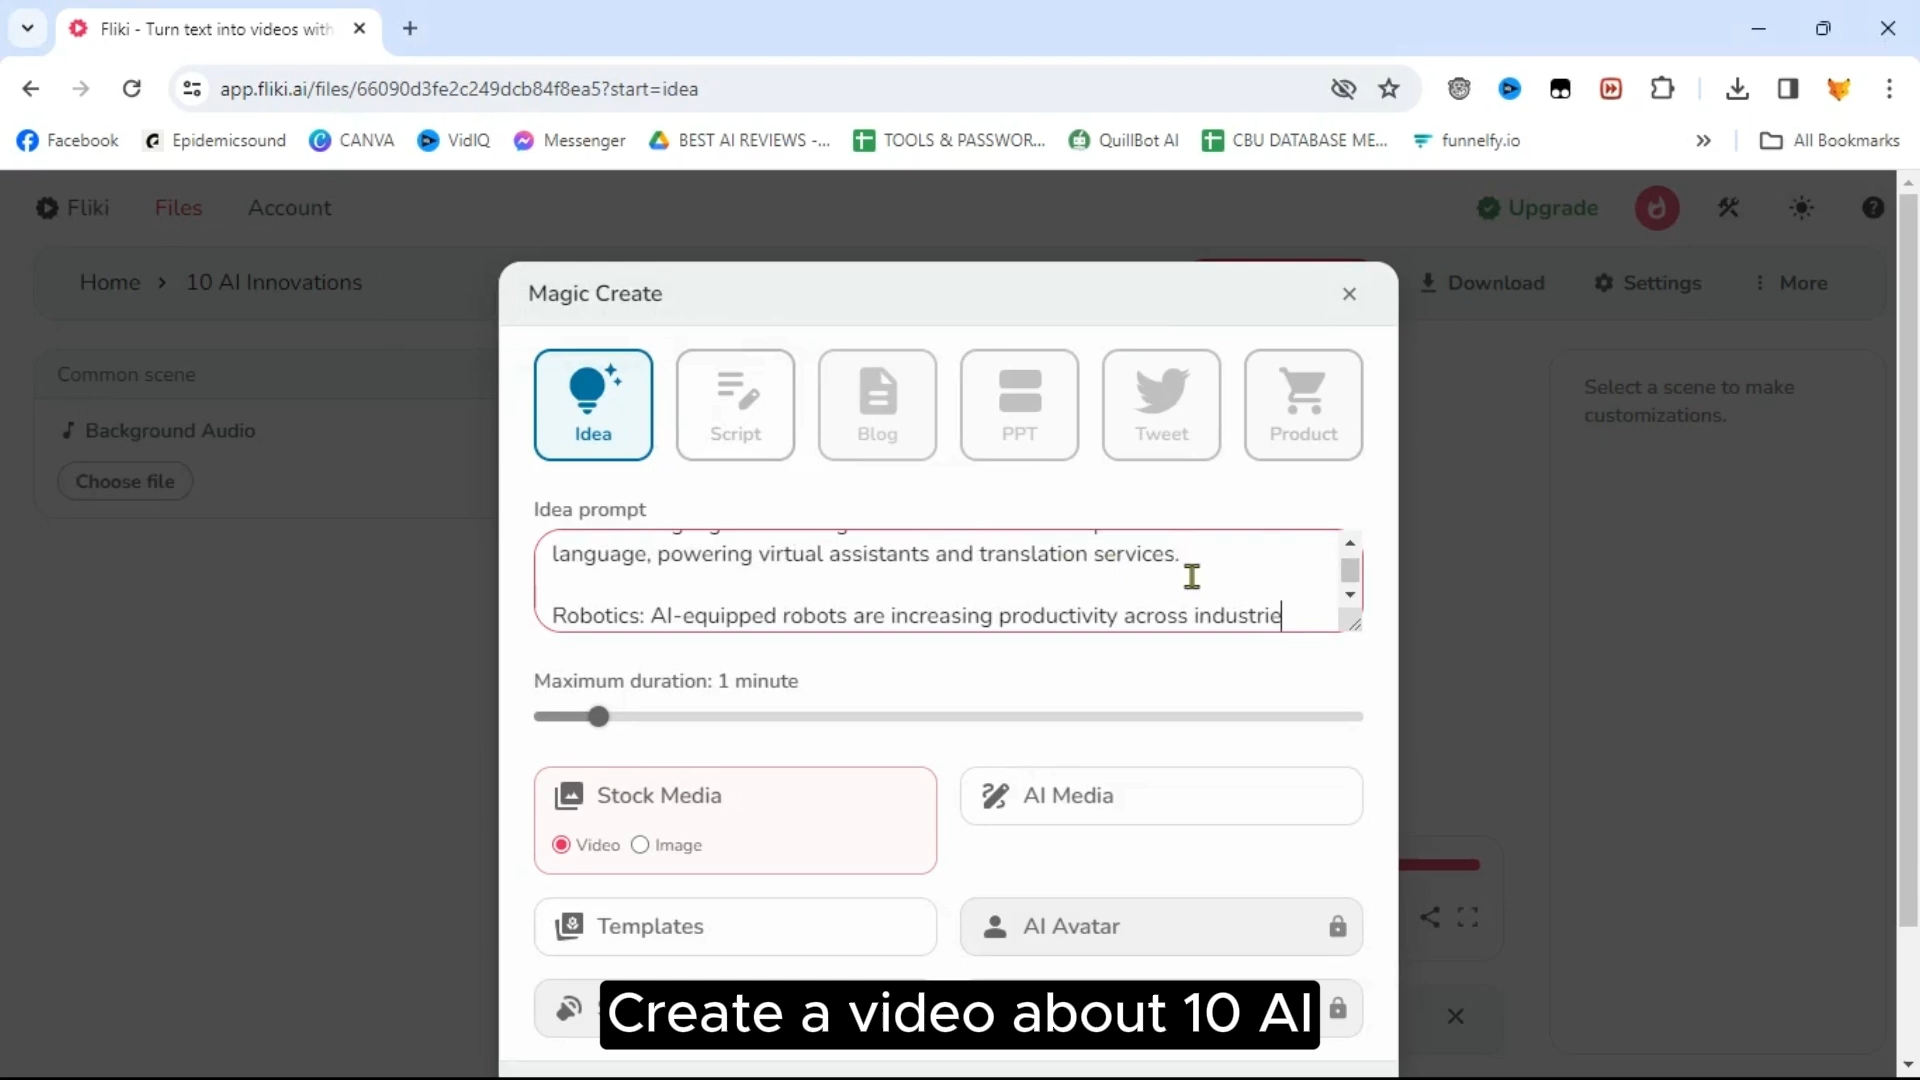 Fliki - Turn text into videos with
app.fliki.ai/files/66090d3fe2c249dcb84f8ea5?start=idea
Facebook
Epidemicsound
CANVA
VidIQ
Messenger
BEST AI REVIEWS -...
TOOLS & PASSWOR...
QuillBot AI
CBU DATABASE ME...
funnelfy.io
All Bookmarks
Fliki
Files
Account
Upgrade
Home > 10 AI Innovations
Download
Settings
More
Magic Create
Common scene
Background Audio
Choose file
Select a scene to make
customizations.
Idea
Script
Blog
PPT
Tweet
Product
Idea prompt
language, powering virtual assistants and translation services.
Robotics: AI-equipped robots are increasing productivity across industrie
Maximum duration: 1 minute
Stock Media
Video
Image
AI Media
Templates
AI Avatar
Create a video about 10 AI